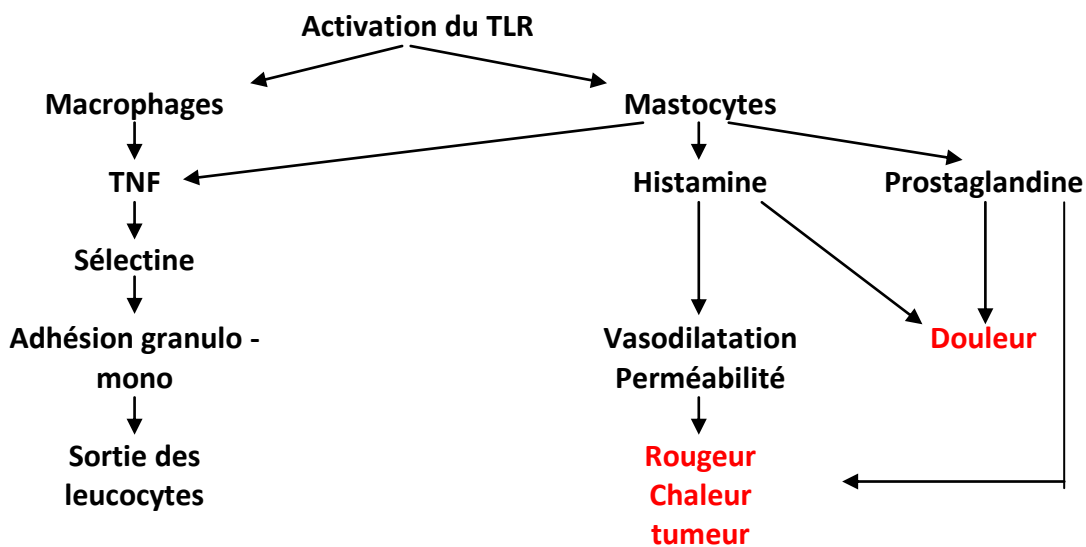 Activation du TLR
Macrophages
Mastocytes
TNF
Histamine
Prostaglandine
Sélectine
Adhésion granulo -
mono
Vasodilatation
Perméabilité
Douleur
Sortie des
leucocytes
Rougeur
Chaleur
tumeur